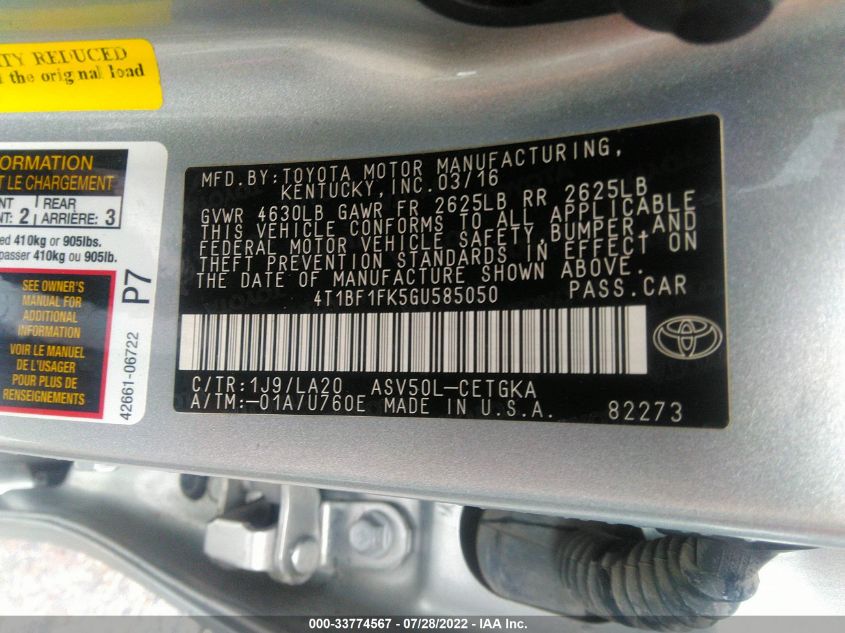 TY REDUCED
the original load
ORMATION
T LE CHARGEMENT
NT 2 REAR
NT: ARRIÈRE: 3
ed 410kg or 905lbs.
passer 410kg ou 905lb.
SEE OWNER'S
MANUAL FOR
ADDITIONAL
INFORMATION
VOIR LE MANUEL
DE L'USAGER
POUR PLUS DE
RENSEIGNEMENTS
P7
42661-06722
MFD.BY:TOYOTA MOTOR MANUFACTURING,
KENTUCKY,INC.03/16
GVWR 4630LB GAWR FR 2625LB RR 2625LB
THIS VEHICLE CONFORMS TO ALL APPLICABLE
FEDERAL MOTOR VEHICLE SAFETY,BUMPER,AND
THEFT PREVENTION STANDARDS IN EFFECT ON
THE DATE OF MANUFACTURE SHOWN ABOVE.
4T1BF1FK5GU585050 PASS.CAR
C/TR:1J9/LA20 ASV50L-CETGKA
A/TM:-01A/U760E MADE IN U.S.A. 82273
000-33774567 - 07/28/2022 - IAA Inc.